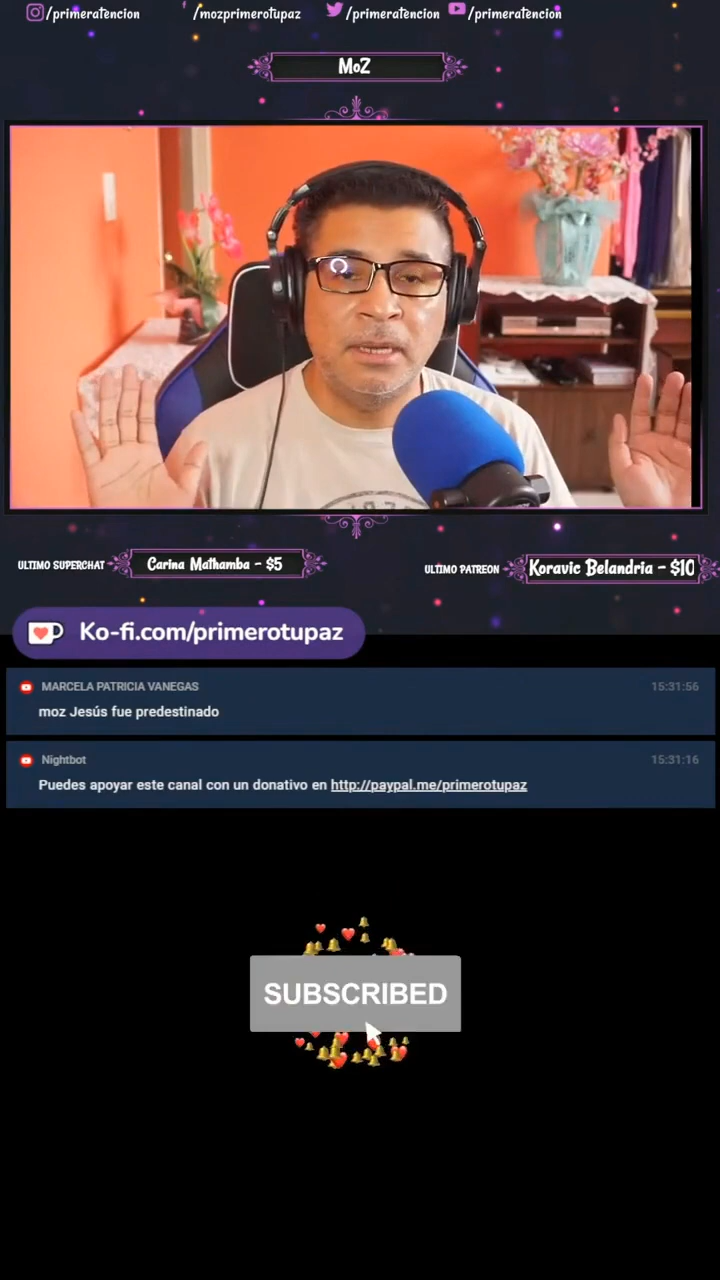 /primeratencion /mozprimerotupaz /primeratencion /primeratencion
MoZ
ULTIMO SUPERCHAT Carina Mathamba - $5
ULTIMO PATREON Koravic Belandria - $10
Ko-fi.com/primerotupaz
MARCELA PATRICIA VANEGAS 15:31:56
moz Jesús fue predestinado
Nightbot 15:31:16
Puedes apoyar este canal con un donativo en http://paypal.me/primerotupaz
SUBSCRIBED